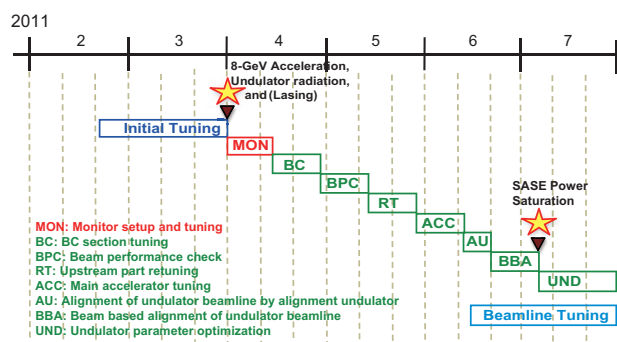 2011
2 3 4 5 6 7
8-GeV Acceleration,
Undulator radiation,
and (Lasing)
Initial Tuning
MON
BC
BPC
RT
ACC
AU
BBA
UND
SASE Power
Saturation
Beamline Tuning
MON: Monitor setup and tuning
BC: BC section tuning
BPC: Beam performance check
RT: Upstream part retuning
ACC: Main accelerator tuning
AU: Alignment of undulator beamline by alignment undulator
BBA: Beam based alignment of undulator beamline
UND: Undulator parameter optimization